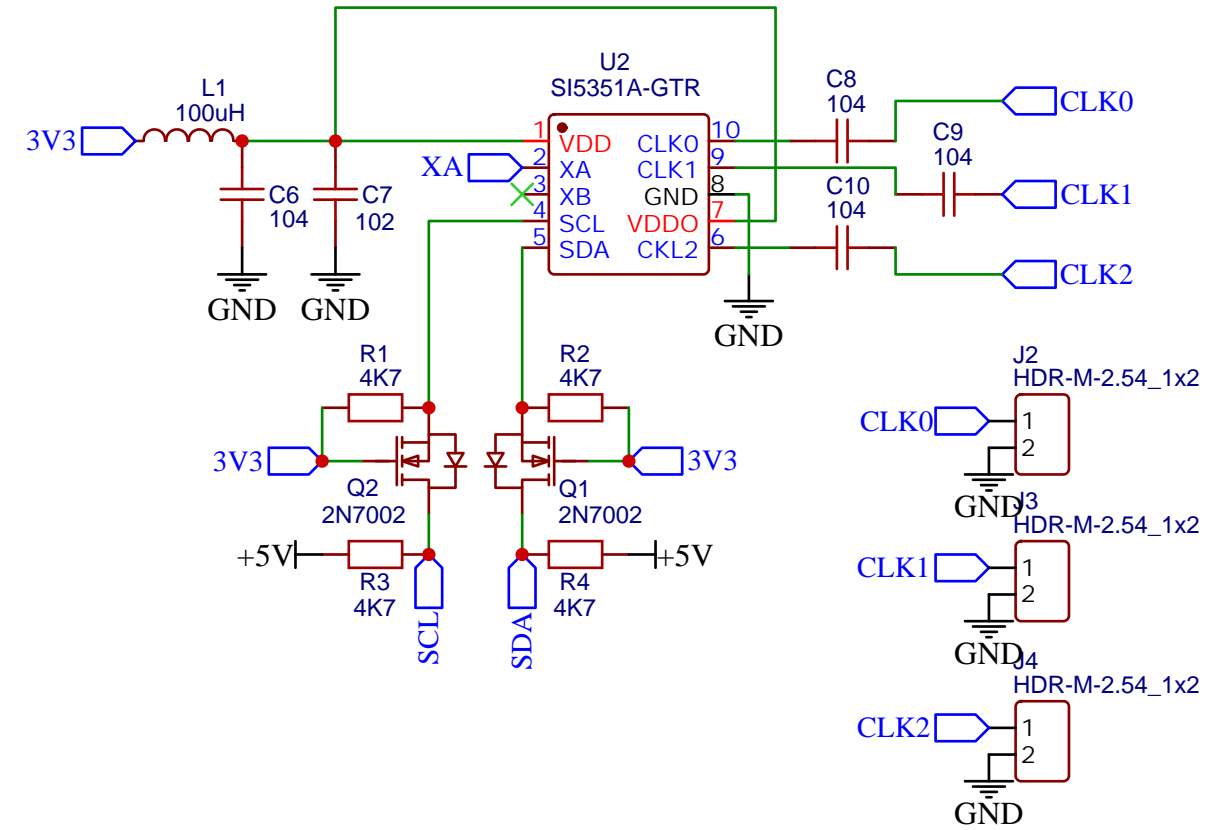 U2
SI5351A-GTR
L1
100uH
3V3
C6
104
C7
102
GND
GND
XA
1
2
3
4
5
VDD
XA
XB
SCL
SDA
CLK0
CLK1
GND
VDDO
CKL2
10
9
8
7
6
GND
C8
104
C9
104
C10
104
CLK0
CLK1
CLK2
R1
4K7
R2
4K7
3V3
3V3
Q2
2N7002
Q1
2N7002
+5V
R3
4K7
R4
4K7
+5V
SCL
SDA
J2
HDR-M-2.54_1x2
CLK0
1
2
GND
J3
HDR-M-2.54_1x2
CLK1
1
2
GND
J4
HDR-M-2.54_1x2
CLK2
1
2
GND